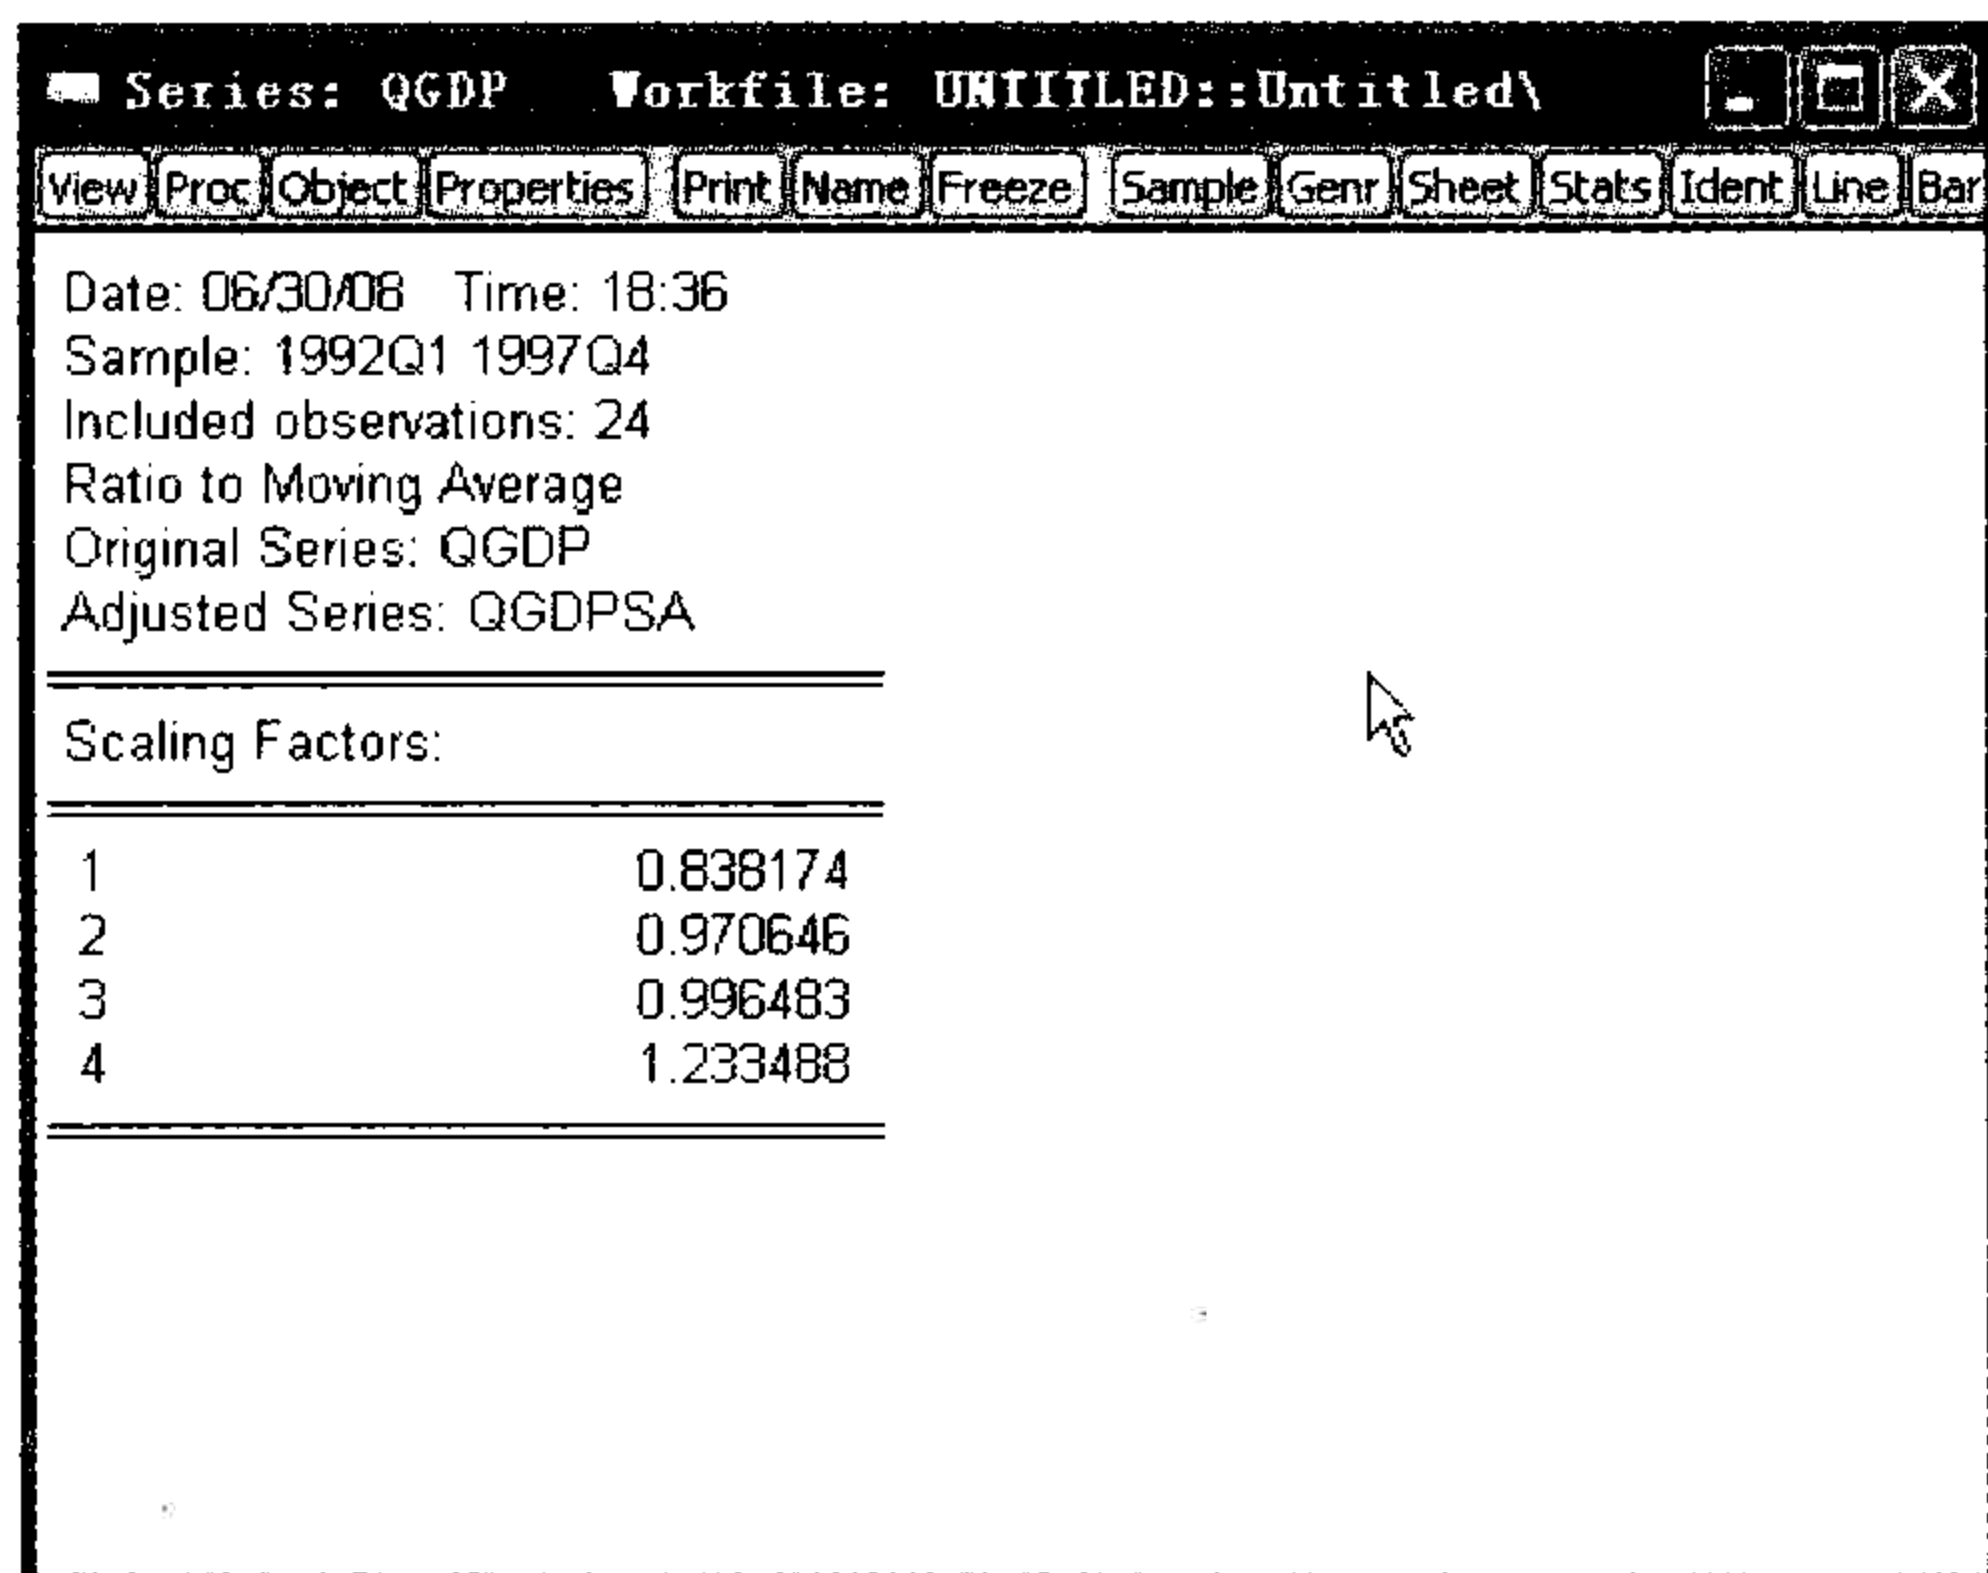 Series: QGDP Workfile: UNTITLED::Untitled\
View Proc Object Properties Print Name Freeze Sample Genr Sheet Stats Ident Line Bar
Date: 06/30/08 Time: 18:36
Sample: 1992Q1 1997Q4
Included observations: 24
Ratio to Moving Average
Original Series: QGDP
Adjusted Series: QGDPSA
Scaling Factors:
1 0.838174
2 0.970646
3 0.996483
4 1.233488